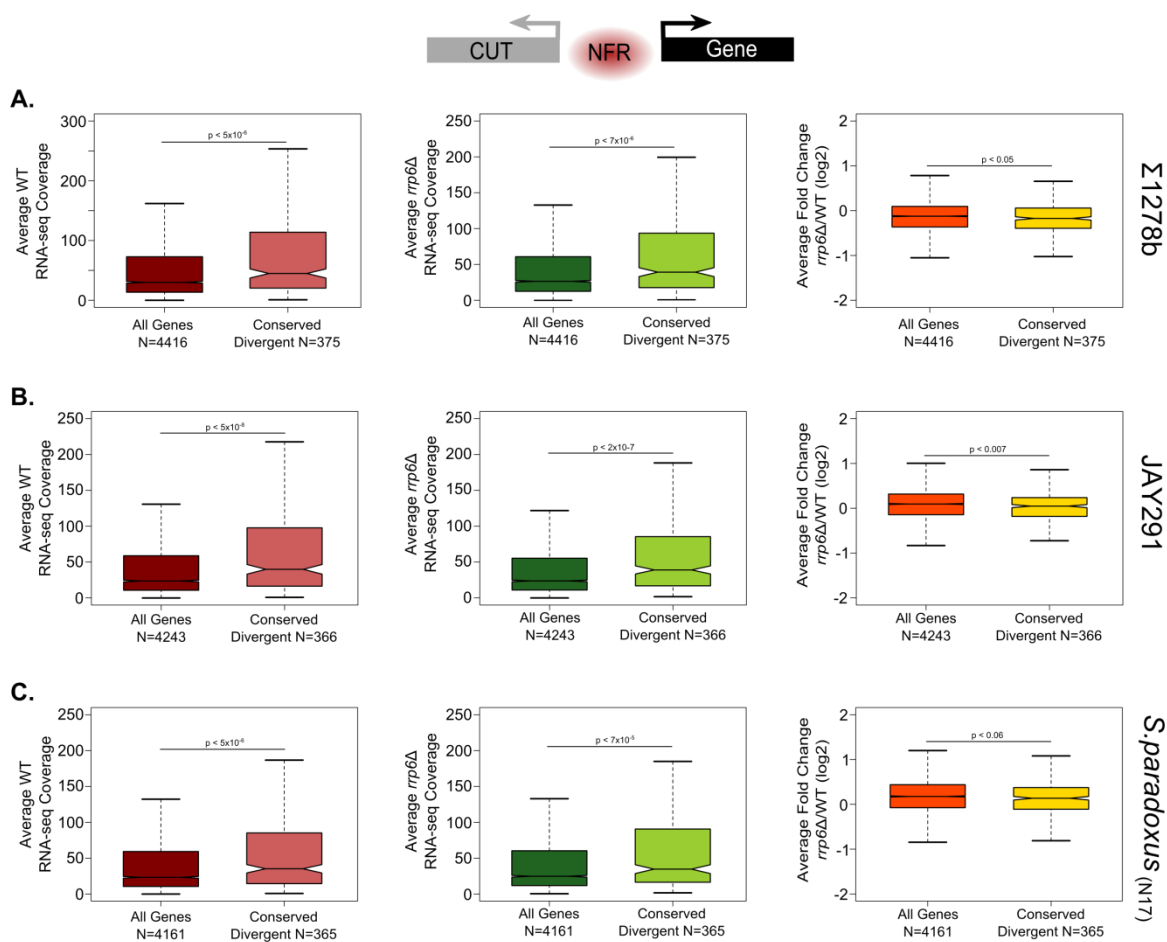 CUT
NFR
Gene
A.
Average WT
RNA-seq Coverage
300
200
100
50
0
p < 5x10⁻⁶
All Genes
N=4416
Conserved
Divergent N=375
Average rrp6Δ
RNA-seq Coverage
250
200
150
100
50
0
p < 7x10⁻⁶
All Genes
N=4416
Conserved
Divergent N=375
Average Fold Change
rrp6Δ/WT (log2)
2
1
0
-1
-2
p < 0.05
All Genes
N=4416
Conserved
Divergent N=375
Σ1278b
B.
Average WT
RNA-seq Coverage
250
200
150
100
50
0
p < 5x10⁻⁸
All Genes
N=4243
Conserved
Divergent N=366
Average rrp6Δ
RNA-seq Coverage
250
200
150
100
50
0
p < 2x10-7
All Genes
N=4243
Conserved
Divergent N=366
Average Fold Change
rrp6Δ/WT (log2)
2
1
0
-1
-2
p < 0.007
All Genes
N=4243
Conserved
Divergent N=366
JAY291
C.
Average WT
RNA-seq Coverage
250
200
150
100
50
0
p < 5x10⁻⁶
All Genes
N=4161
Conserved
Divergent N=365
Average rrp6Δ
RNA-seq Coverage
250
200
150
100
50
0
p < 7x10⁻⁵
All Genes
N=4161
Conserved
Divergent N=365
Average Fold Change
rrp6Δ/WT (log2)
2
1
0
-1
-2
p < 0.06
All Genes
N=4161
Conserved
Divergent N=365
S.paradoxus (N17)